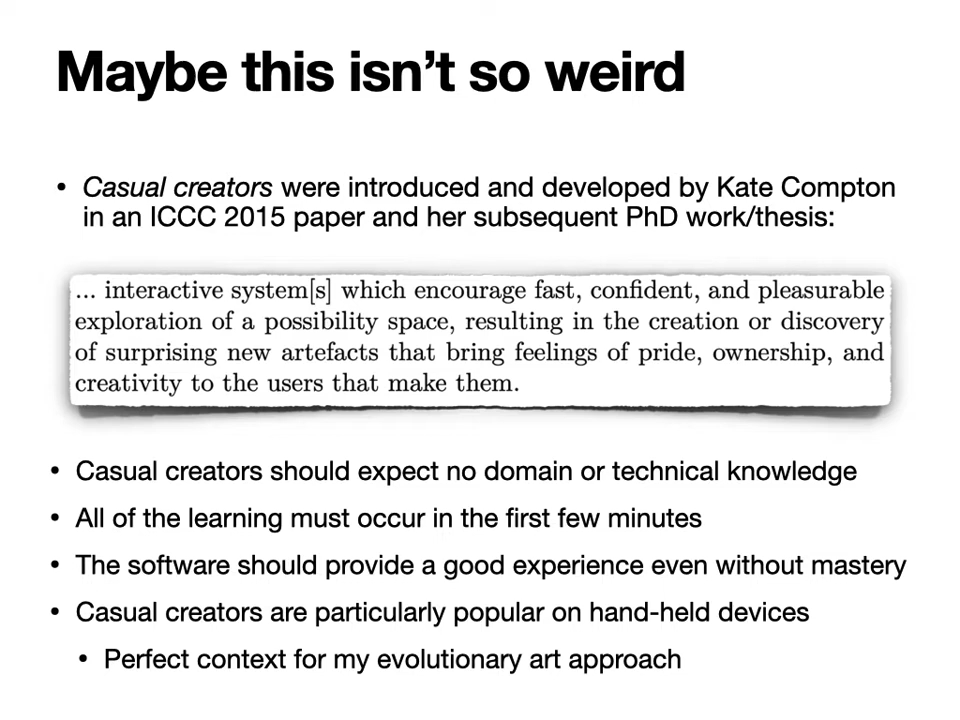 Maybe this isn’t so weird
• Casual creators were introduced and developed by Kate Compton
in an ICCC 2015 paper and her subsequent PhD work/thesis:
... interactive system[s] which encourage fast, confident, and pleasurable
exploration of a possibility space, resulting in the creation or discovery
of surprising new artefacts that bring feelings of pride, ownership, and
creativity to the users that make them.
• Casual creators should expect no domain or technical knowledge
• All of the learning must occur in the first few minutes
• The software should provide a good experience even without mastery
• Casual creators are particularly popular on hand-held devices
• Perfect context for my evolutionary art approach